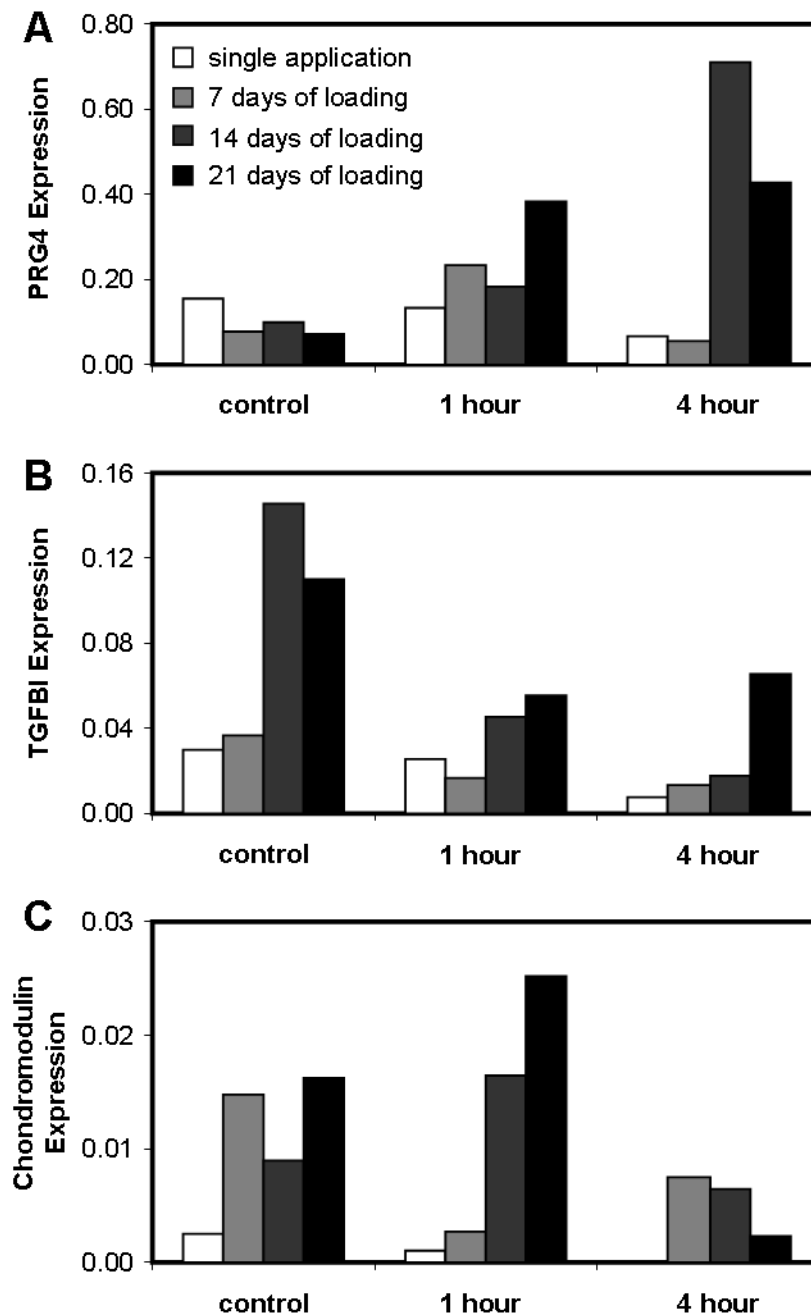 A
PRG4 Expression
0.80
0.60
0.40
0.20
0.00
single application
7 days of loading
14 days of loading
21 days of loading
control 1 hour 4 hour
B
TGFBI Expression
0.16
0.12
0.08
0.04
0.00
control 1 hour 4 hour
C
Chondromodulin
Expression
0.03
0.02
0.01
0.00
control 1 hour 4 hour